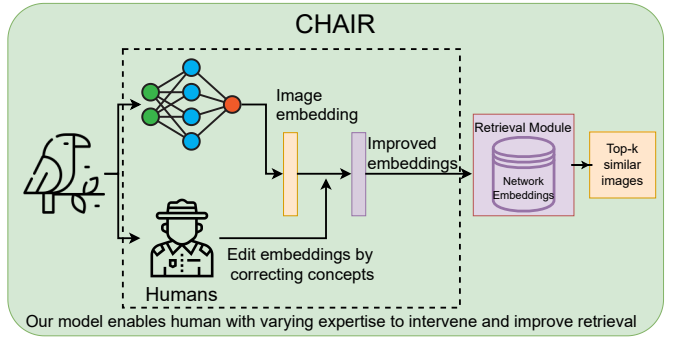 CHAIR
Image
embedding
Improved
embeddings
Retrieval Module
Network
Embeddings
Top-k
similar
images
Edit embeddings by
correcting concepts
Humans
Our model enables human with varying expertise to intervene and improve retrieval